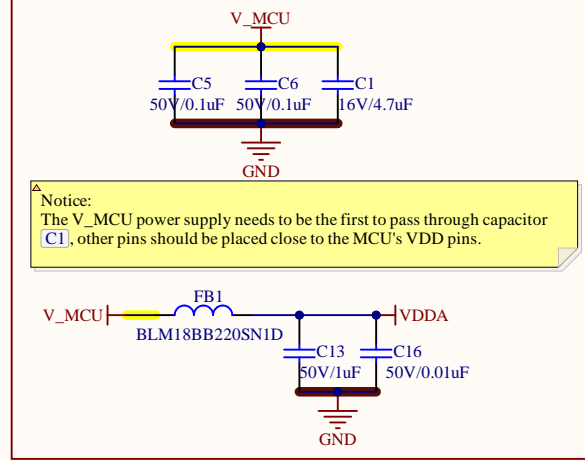 V_MCU
C5
C6
C1
50V/0.1uF
50V/0.1uF
16V/4.7uF
GND
Notice:
The V_MCU power supply needs to be the first to pass through capacitor
C1, other pins should be placed close to the MCU's VDD pins.
FB1
V_MCU
VDDA
BLM18BB220SN1D
C13
C16
50V/1uF
50V/0.01uF
GND